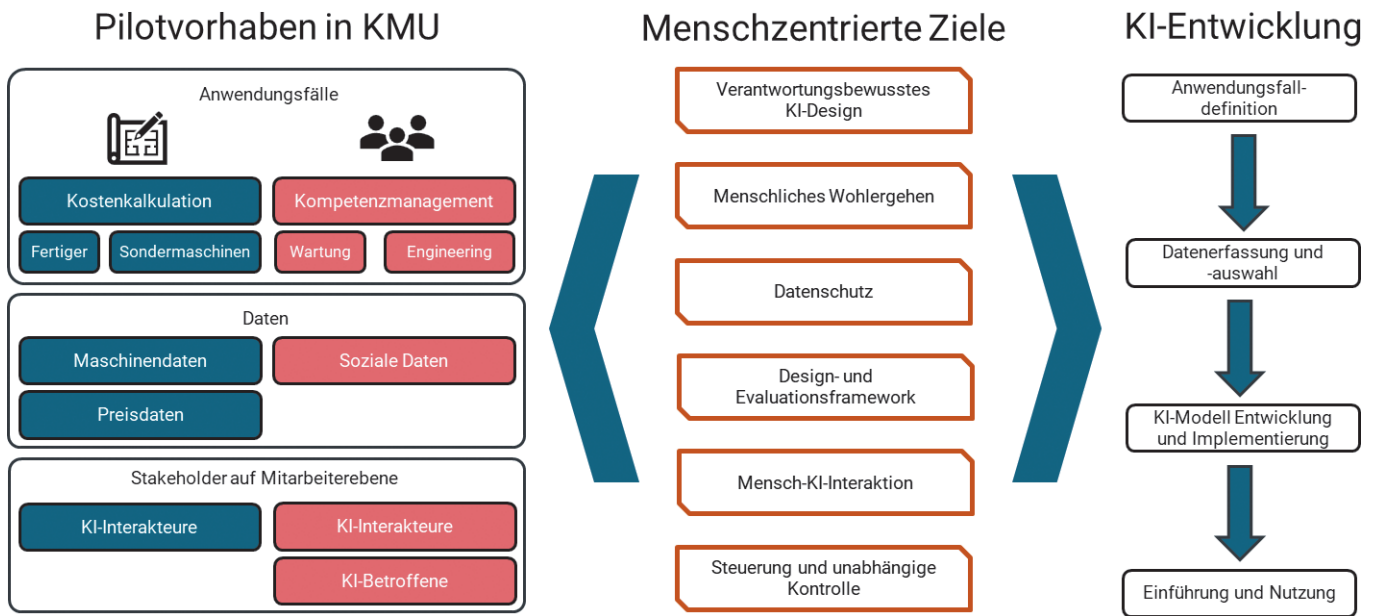 Pilotvorhaben in KMU
Anwendungsfälle
Kostenkalkulation
Kompetenzmanagement
Fertiger
Sondermaschinen
Wartung
Engineering
Daten
Maschinendaten
Soziale Daten
Preisdaten
Stakeholder auf Mitarbeiterebene
KI-Interakteure
KI-Interakteure
KI-Betroffene
Menschzentrierte Ziele
Verantwortungsbewusstes
KI-Design
Menschliches Wohlergehen
Datenschutz
Design- und
Evaluationsframework
Mensch-KI-Interaktion
Steuerung und unabhängige
Kontrolle
KI-Entwicklung
Anwendungsfall-
definition
Datenerfassung und
-auswahl
KI-Modell Entwicklung
und Implementierung
Einführung und Nutzung